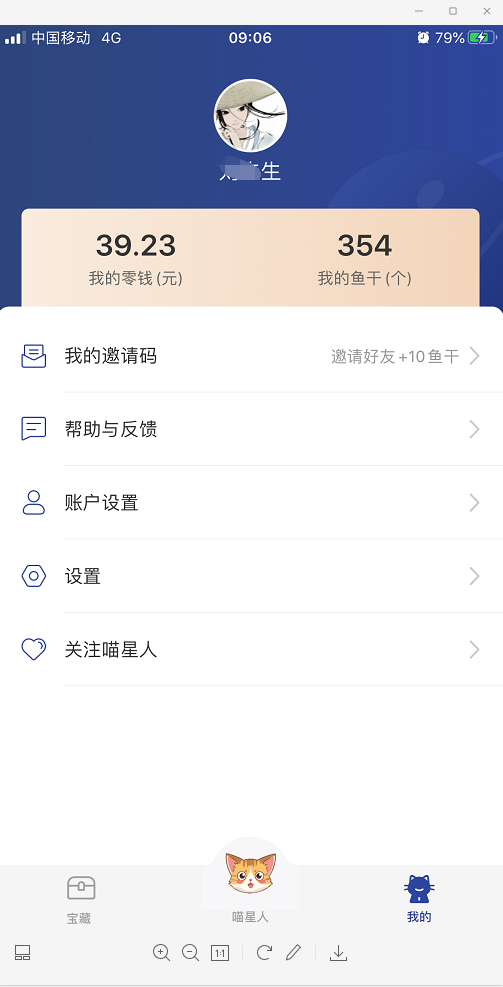 中国移动 4G 09:06 79%
生
39.23 354
我的零钱(元) 我的鱼干(个)
我的邀请码 邀请好友+10鱼干
帮助与反馈
账户设置
设置
关注喵星人
宝藏 喵星人 我的
1:1